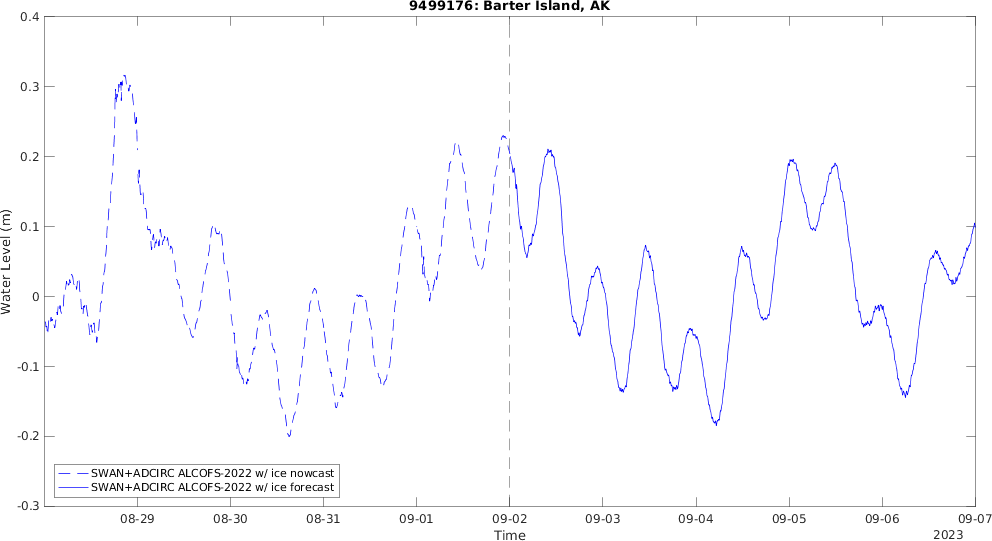 9499176: Barter Island, AK
0.4
0.3
0.2
0.1
0
-0.1
-0.2
-0.3
Water Level (m)
SWAN+ADCIRC ALCOFS-2022 w/ ice nowcast
SWAN+ADCIRC ALCOFS-2022 w/ ice forecast
08-29 08-30 08-31 09-01 09-02 09-03 09-04 09-05 09-06 09-07
Time
2023